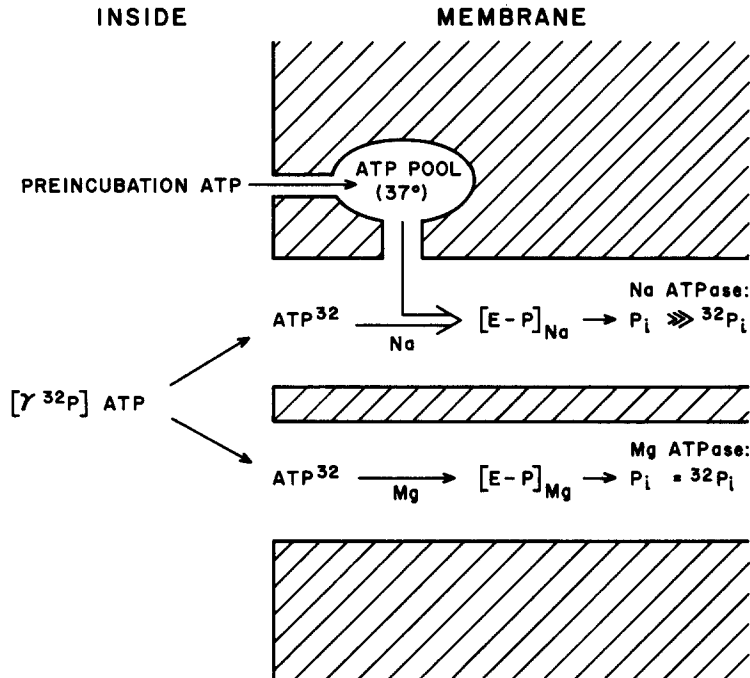 INSIDE MEMBRANE
PREINCUBATION ATP
ATP POOL
(37°)
Na ATPase:
ATP³² Na [E-P]Na Pᵢ ⋙ ³²Pᵢ
[γ ³²P] ATP
Mg ATPase:
ATP³² Mg [E-P]Mg Pᵢ = ³²Pᵢ